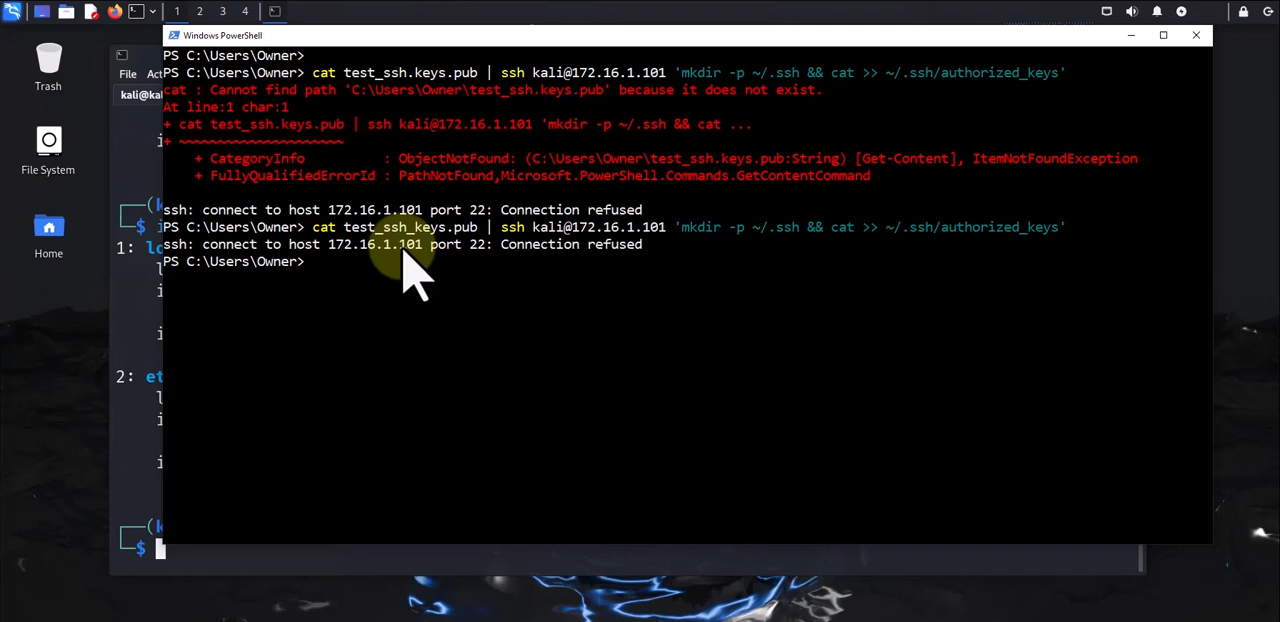 1 2 3 4
Windows PowerShell
Trash
File System
Home
File Act
kali@kal
PS C:\Users\Owner>
PS C:\Users\Owner> cat test_ssh.keys.pub | ssh kali@172.16.1.101 'mkdir -p ~/.ssh && cat >> ~/.ssh/authorized_keys'
cat : Cannot find path 'C:\Users\Owner\test_ssh.keys.pub' because it does not exist.
At line:1 char:1
+ cat test_ssh.keys.pub | ssh kali@172.16.1.101 'mkdir -p ~/.ssh && cat ...
+ ~~~~~~~~~~~~~~~~~~~~~
+ CategoryInfo : ObjectNotFound: (C:\Users\Owner\test_ssh.keys.pub:String) [Get-Content], ItemNotFoundException
+ FullyQualifiedErrorId : PathNotFound,Microsoft.PowerShell.Commands.GetContentCommand
ssh: connect to host 172.16.1.101 port 22: Connection refused
PS C:\Users\Owner> cat test_ssh_keys.pub | ssh kali@172.16.1.101 'mkdir -p ~/.ssh && cat >> ~/.ssh/authorized_keys'
ssh: connect to host 172.16.1.101 port 22: Connection refused
PS C:\Users\Owner>
$ i
1: lo
2: et
$